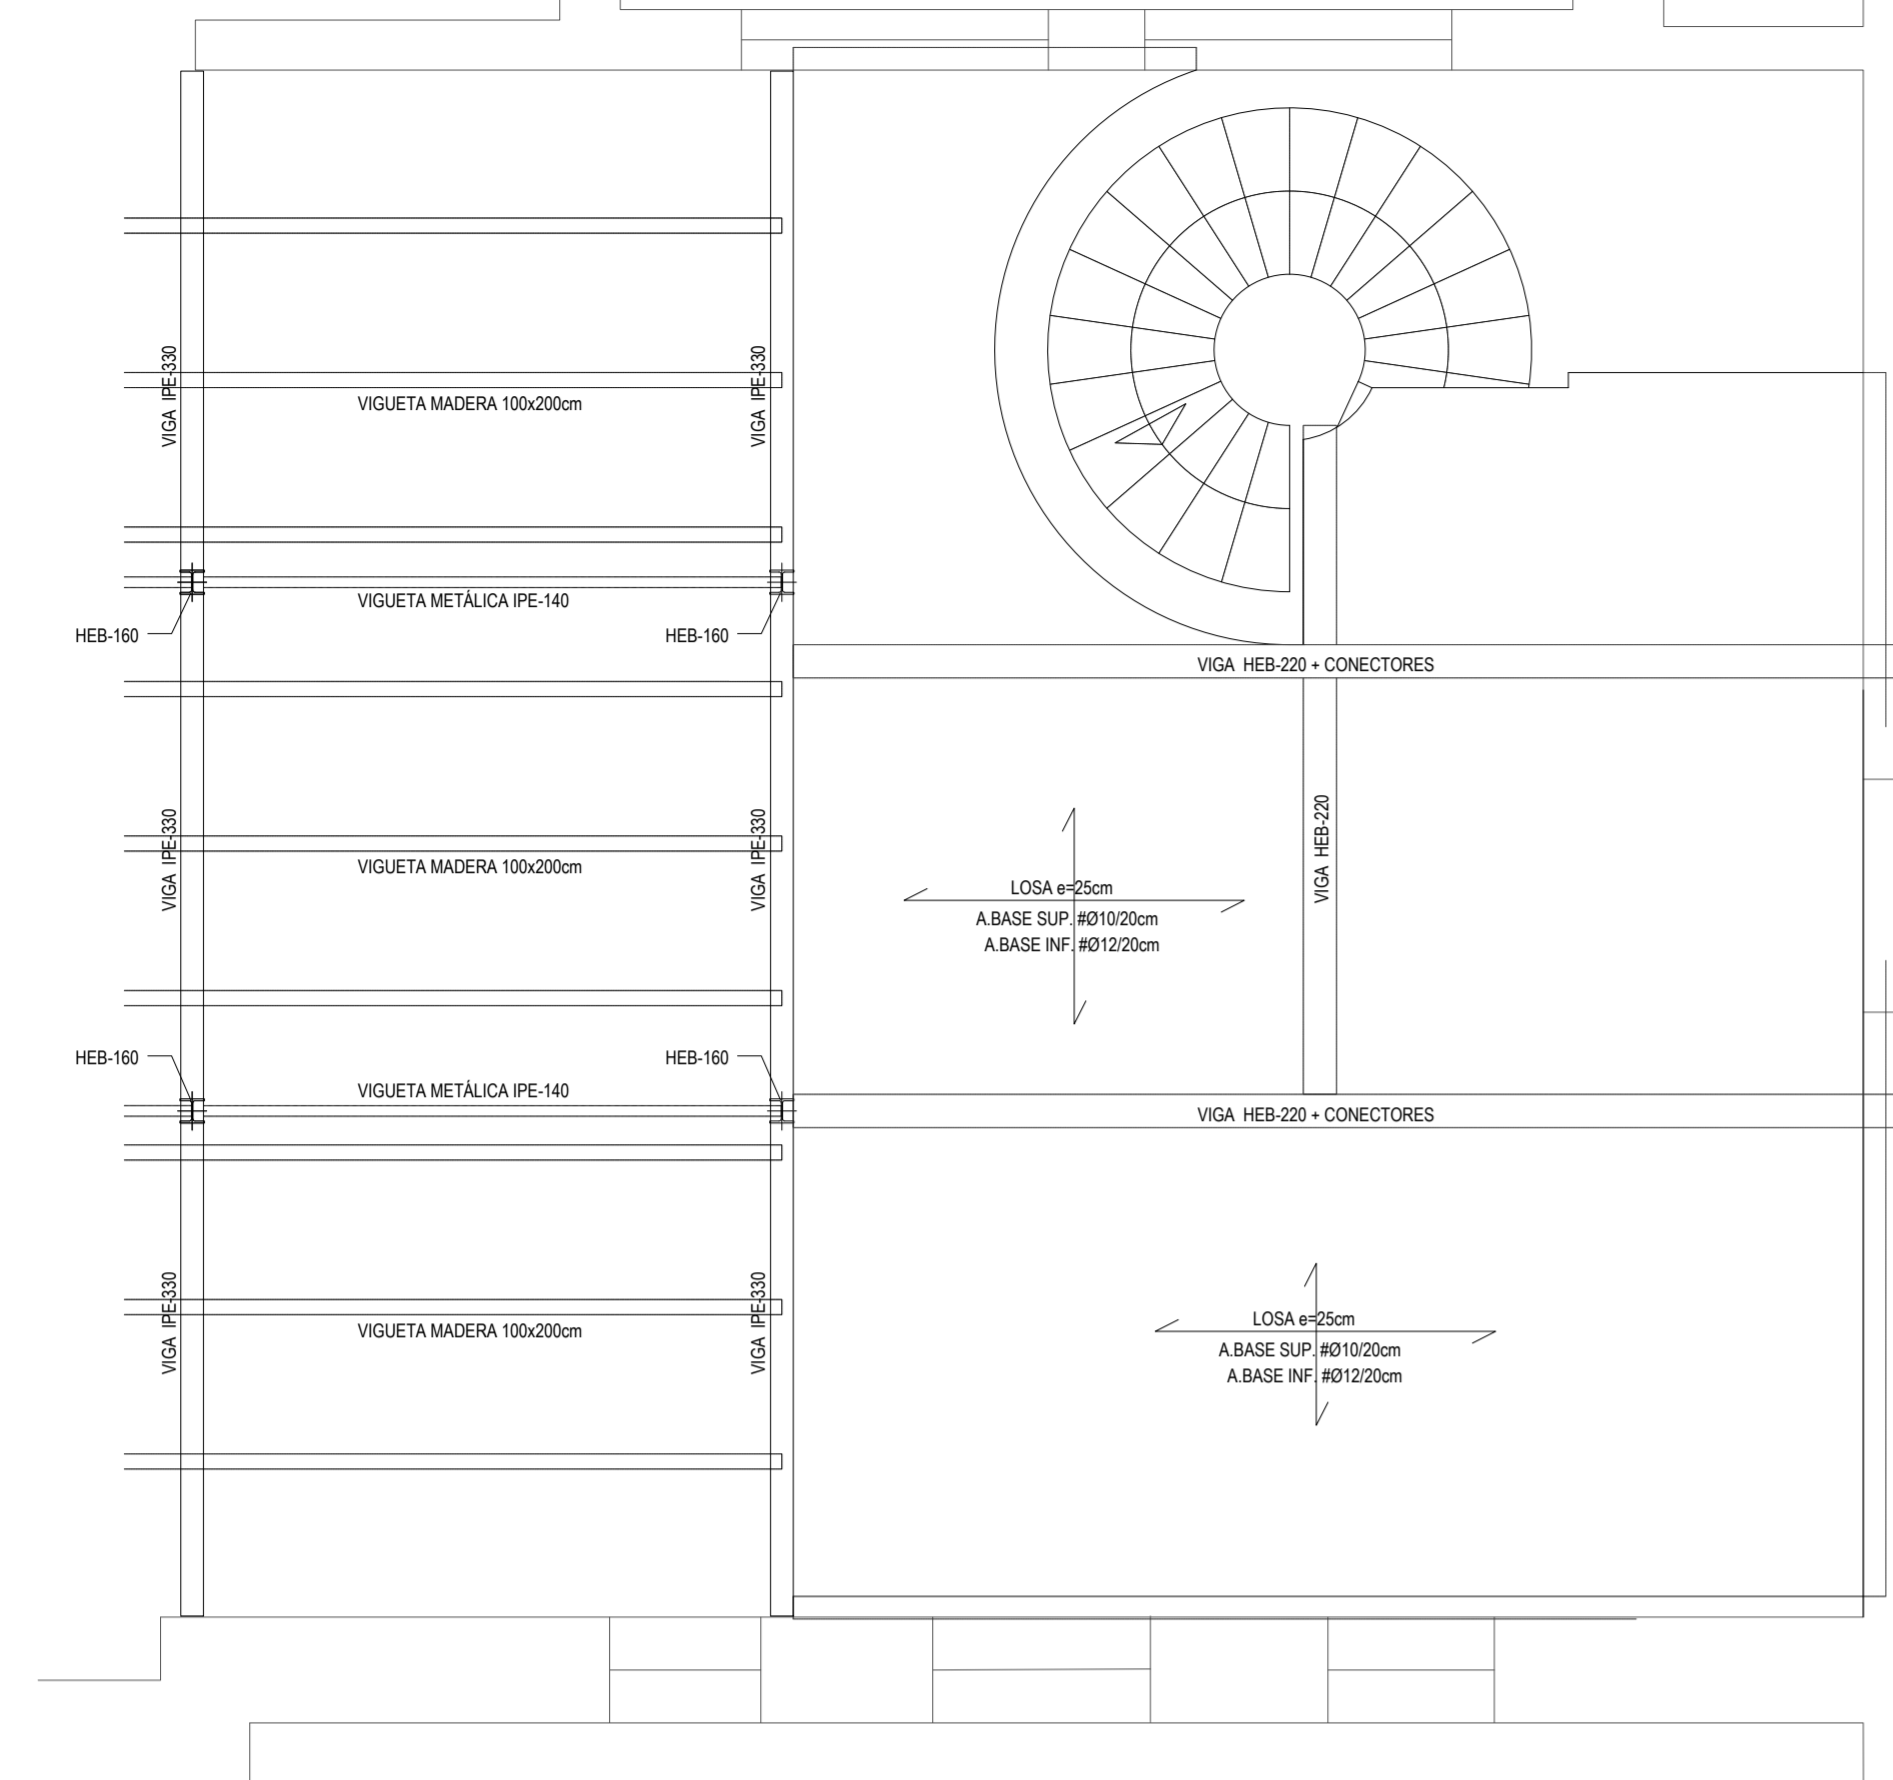 VIGA IPE-330
VIGA IPE-330
VIGUETA MADERA 100x200cm
VIGUETA METÁLICA IPE-140
HEB-160
HEB-160
VIGA HEB-220 + CONECTORES
VIGA IPE-330
VIGA IPE-330
VIGUETA MADERA 100x200cm
VIGA HEB-220
LOSA e=25cm
A.BASE SUP. #Ø10/20cm
A.BASE INF. #Ø12/20cm
HEB-160
HEB-160
VIGUETA METÁLICA IPE-140
VIGA HEB-220 + CONECTORES
VIGA IPE-330
VIGA IPE-330
VIGUETA MADERA 100x200cm
LOSA e=25cm
A.BASE SUP. #Ø10/20cm
A.BASE INF. #Ø12/20cm